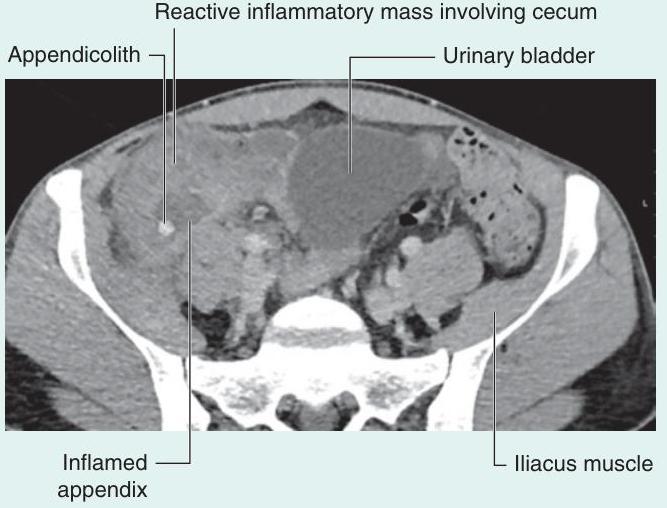 Reactive inflammatory mass involving cecum
Appendicolith
Urinary bladder
Inflamed
appendix
Iliacus muscle